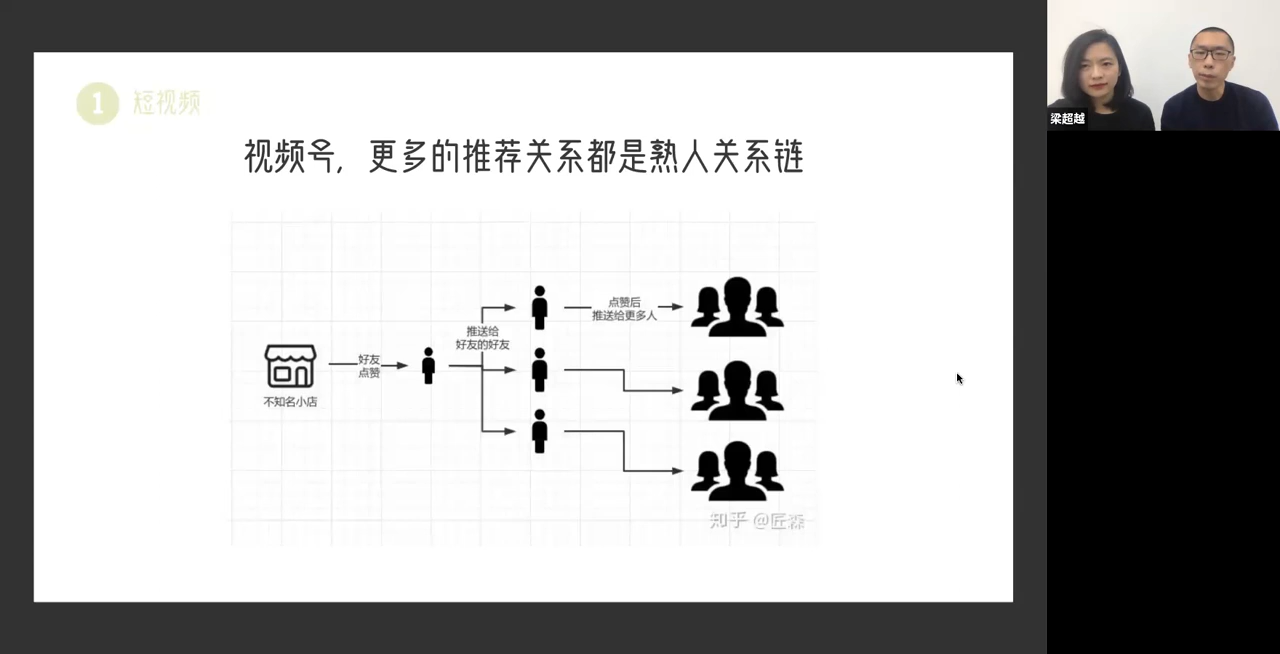 1 短视频
视频号，更多的推荐关系都是熟人关系链
好友
点赞
不知名小店
推送给
好友的好友
点赞后
推送给更多人
知乎 @匠森
梁超越